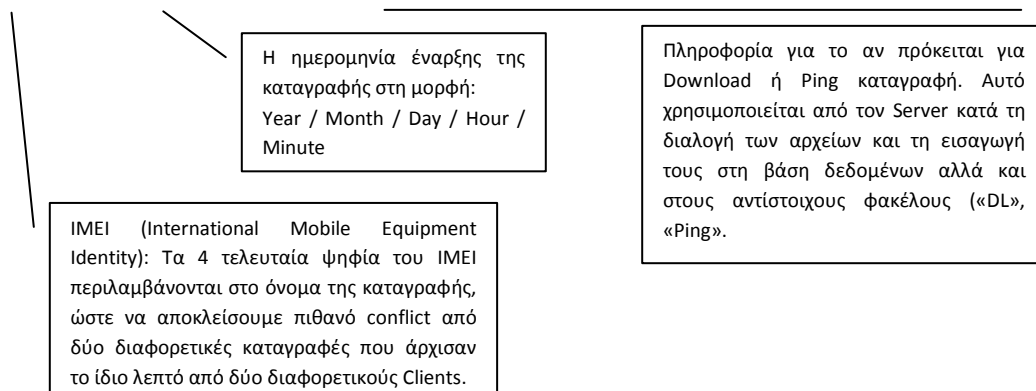 Η ημερομηνία έναρξης της
καταγραφής στη μορφή:
Year / Month / Day / Hour /
Minute
Πληροφορία για το αν πρόκειται για
Download ή Ping καταγραφή. Αυτό
χρησιμοποιείται από τον Server κατά τη
διαλογή των αρχείων και τη εισαγωγή
τους στη βάση δεδομένων αλλά και
στους αντίστοιχους φακέλους («DL»,
«Ping».
IMEI (International Mobile Equipment
Identity): Τα 4 τελευταία ψηφία του IMEI
περιλαμβάνονται στο όνομα της καταγραφής,
ώστε να αποκλείσουμε πιθανό conflict από
δύο διαφορετικές καταγραφές που άρχισαν
το ίδιο λεπτό από δύο διαφορετικούς Clients.